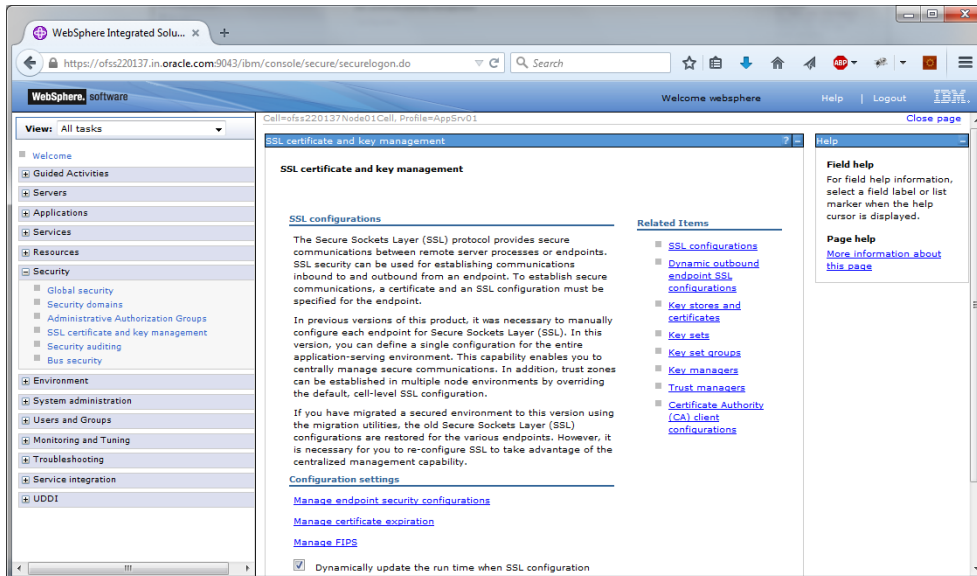 WebSphere Integrated Solu... × +
https://ofss220137.in.oracle.com:9043/ibm/console/secure/securelogon.do
Search
ABP
WebSphere. software
Welcome websphere
Help | Logout
IBM.
View: All tasks
Welcome
Guided Activities
Servers
Applications
Services
Resources
Security
Global security
Security domains
Administrative Authorization Groups
SSL certificate and key management
Security auditing
Bus security
Environment
System administration
Users and Groups
Monitoring and Tuning
Troubleshooting
Service integration
UDDI
Cell=ofss220137Node01Cell, Profile=AppSrv01
Close page
SSL certificate and key management
? -
SSL certificate and key management
SSL configurations
The Secure Sockets Layer (SSL) protocol provides secure
communications between remote server processes or endpoints.
SSL security can be used for establishing communications
inbound to and outbound from an endpoint. To establish secure
communications, a certificate and an SSL configuration must be
specified for the endpoint.
In previous versions of this product, it was necessary to manually
configure each endpoint for Secure Sockets Layer (SSL). In this
version, you can define a single configuration for the entire
application-serving environment. This capability enables you to
centrally manage secure communications. In addition, trust zones
can be established in multiple node environments by overriding
the default, cell-level SSL configuration.
If you have migrated a secured environment to this version using
the migration utilities, the old Secure Sockets Layer (SSL)
configurations are restored for the various endpoints. However, it
is necessary for you to re-configure SSL to take advantage of the
centralized management capability.
Configuration settings
Manage endpoint security configurations
Manage certificate expiration
Manage FIPS
Dynamically update the run time when SSL configuration
Related Items
SSL configurations
Dynamic outbound
endpoint SSL
configurations
Key stores and
certificates
Key sets
Key set groups
Key managers
Trust managers
Certificate Authority
(CA) client
configurations
Help
Field help
For field help information,
select a field label or list
marker when the help
cursor is displayed.
Page help
More information about
this page